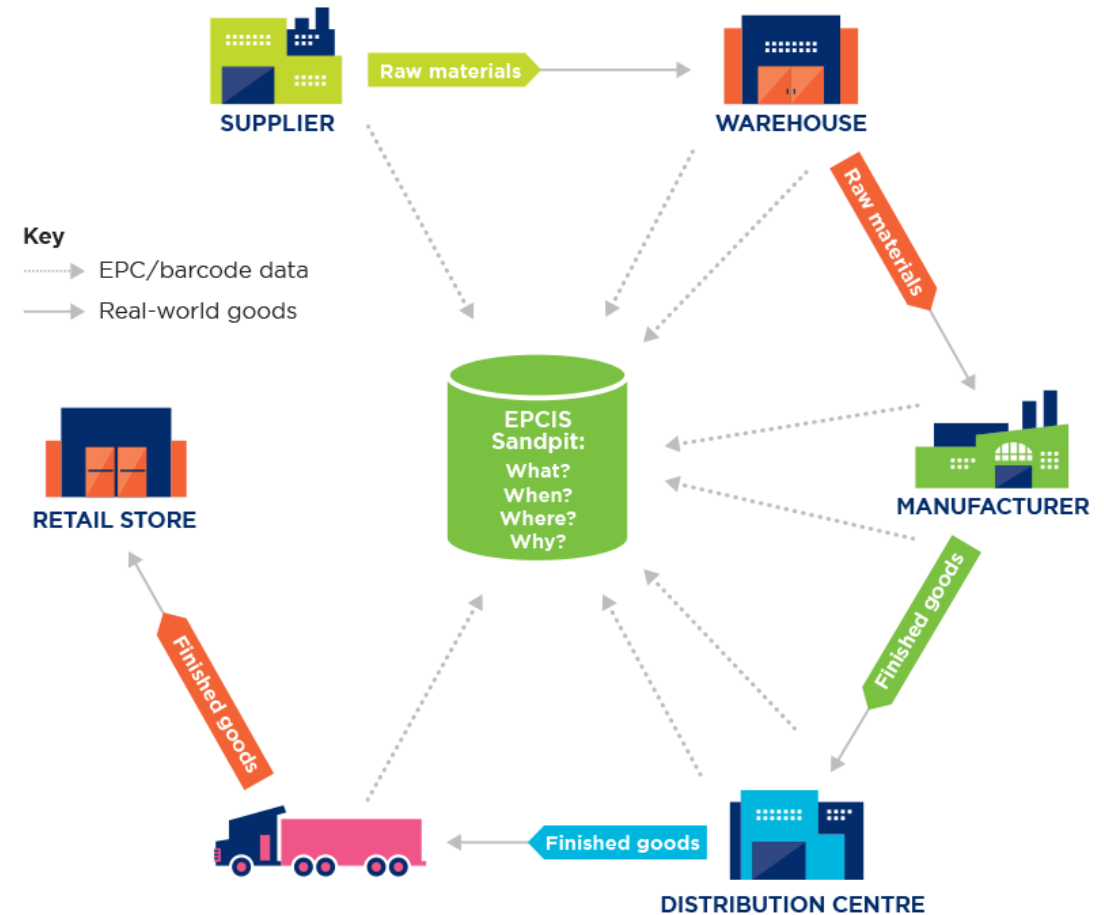 SUPPLIER
Raw materials
WAREHOUSE
Raw materials
Key
EPC/barcode data
Real-world goods
EPCIS
Sandpit:
What?
When?
Where?
Why?
RETAIL STORE
MANUFACTURER
Finished goods
Finished goods
Finished goods
DISTRIBUTION CENTRE